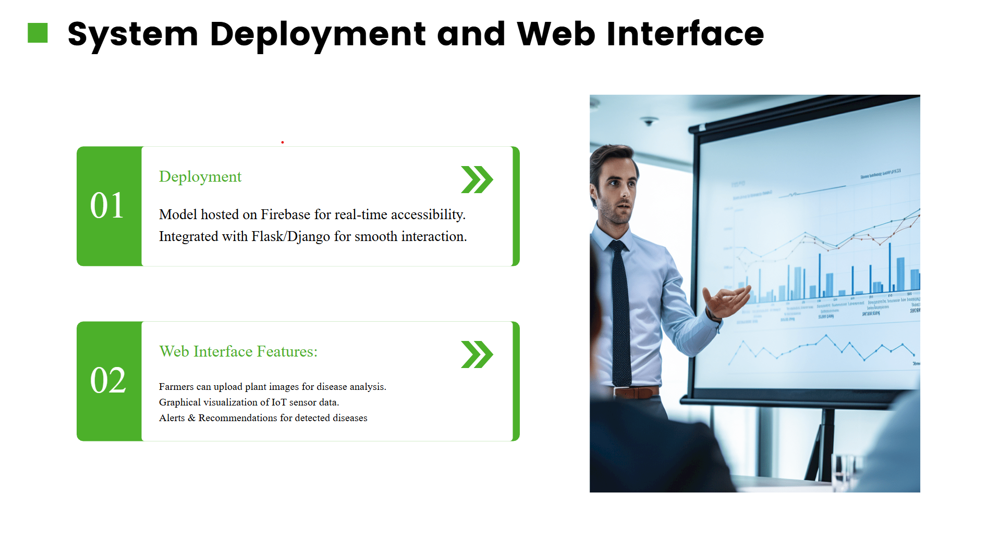 System Deployment and Web Interface
01
Deployment
Model hosted on Firebase for real-time accessibility.
Integrated with Flask/Django for smooth interaction.
02
Web Interface Features:
Farmers can upload plant images for disease analysis.
Graphical visualization of IoT sensor data.
Alerts & Recommendations for detected diseases